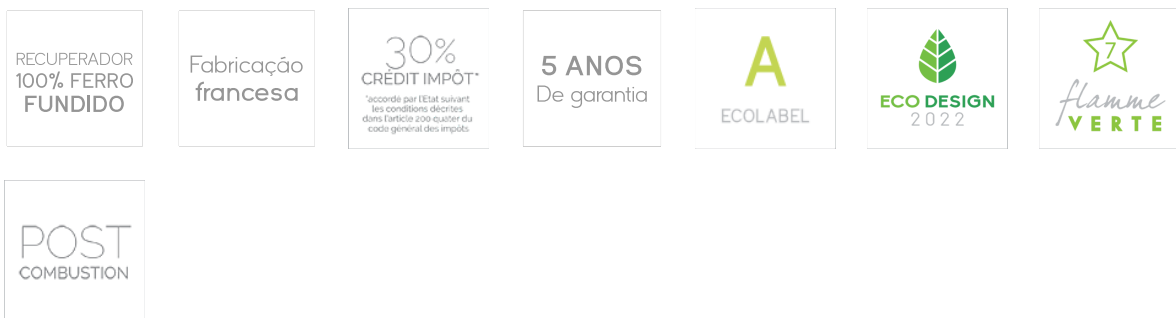 RECUPERADOR
100% FERRO
FUNDIDO
Fabricação
francesa
30%
CRÉDIT IMPÔT*
*accordé par l'Etat suivant
les conditions décrites
dans l'article 200 quater du
code général des impôts
5 ANOS
De garantia
A
ECOLABEL
ECO DESIGN
2022
7
flamme
VERTE
POST
COMBUSTION